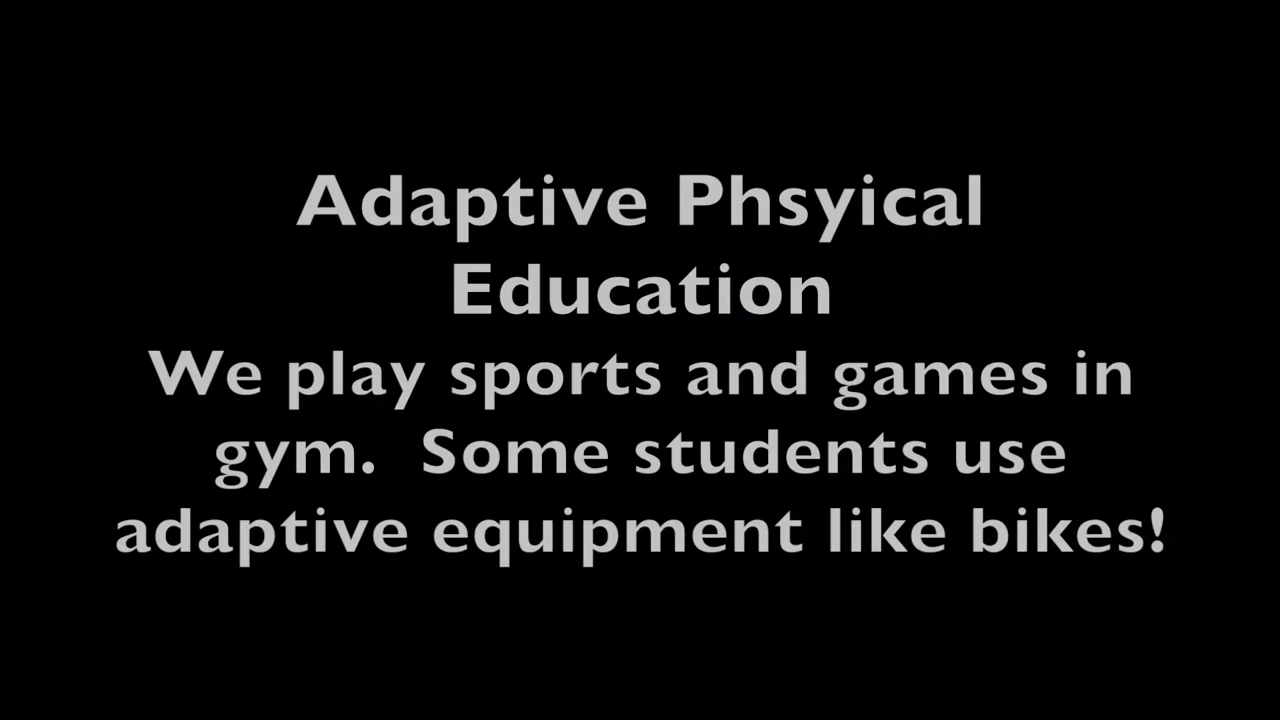 Adaptive Phsyical
Education
We play sports and games in
gym.  Some students use
adaptive equipment like bikes!